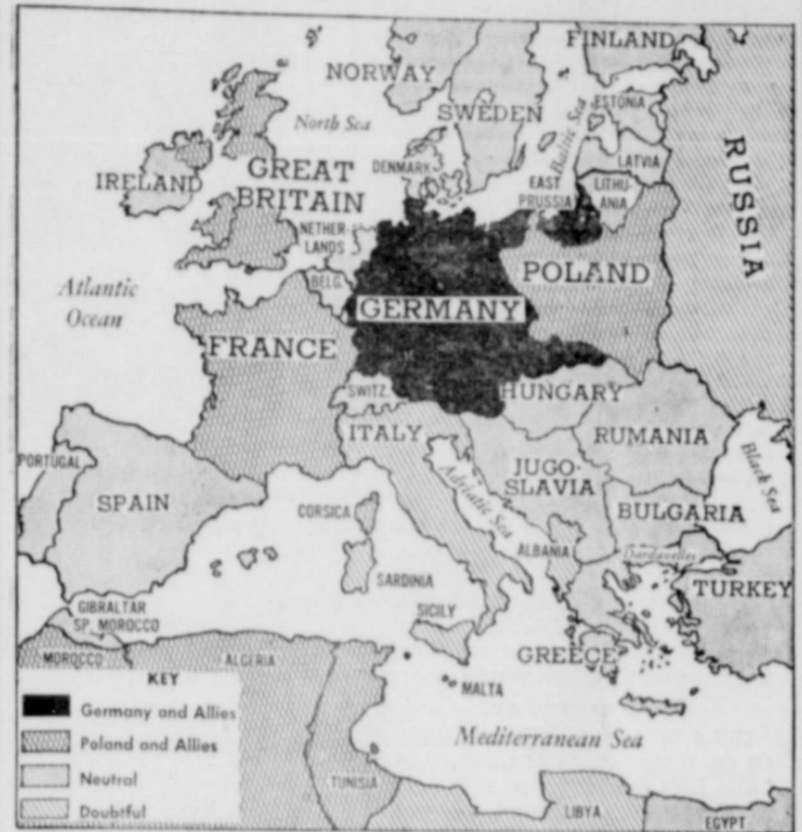 FINLAND
NORWAY
SWEDEN
ESTONIA
North Sea
Baltic Sea
LATVIA
DENMARK
GREAT
BRITAIN
IRELAND
EAST
PRUSSIA
LITHU-
ANIA
RUSSIA
NETHER-
LANDS
POLAND
BELG.
Atlantic
Ocean
GERMANY
FRANCE
SWITZ.
HUNGARY
ITALY
RUMANIA
JUGO-
SLAVIA
Black Sea
PORTUGAL
SPAIN
Adriatic Sea
CORSICA
BULGARIA
ALBANIA
Dardanelles
SARDINIA
TURKEY
GIBRALTAR
SP. MOROCCO
SICILY
GREECE
MOROCCO
ALGERIA
MALTA
KEY
Germany and Allies
Poland and Allies
Neutral
Doubtful
Mediterranean Sea
TUNISIA
LIBYA
EGYPT